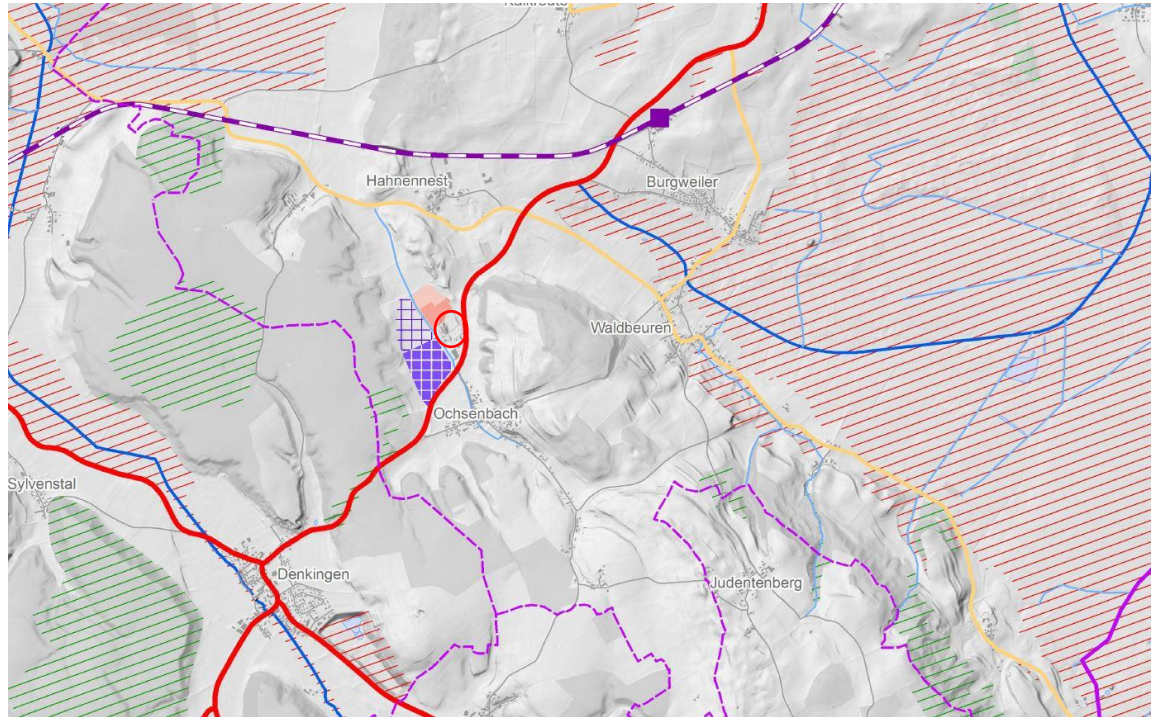 Hahnennest
Burgweiler
Waldbeuren
Ochsenbach
Sylvenstal
Denkingen
Judentenberg